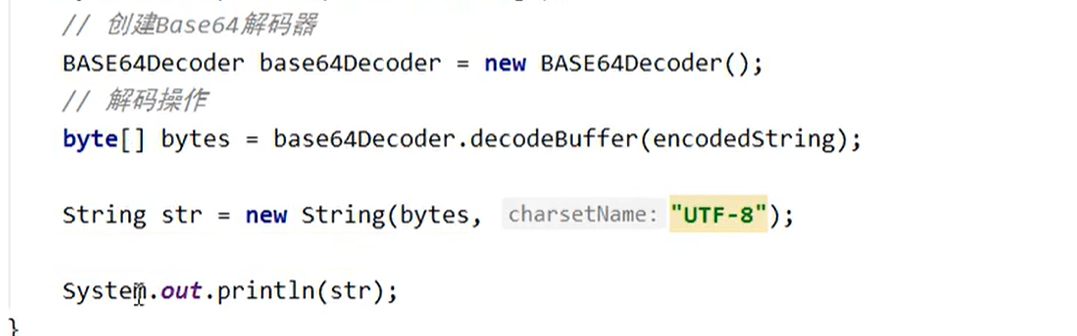 // 创建Base64解码器
BASE64Decoder base64Decoder = new BASE64Decoder();
// 解码操作
byte[] bytes = base64Decoder.decodeBuffer(encodedString);
String str = new String(bytes, charsetName: "UTF-8");
System.out.println(str);
}